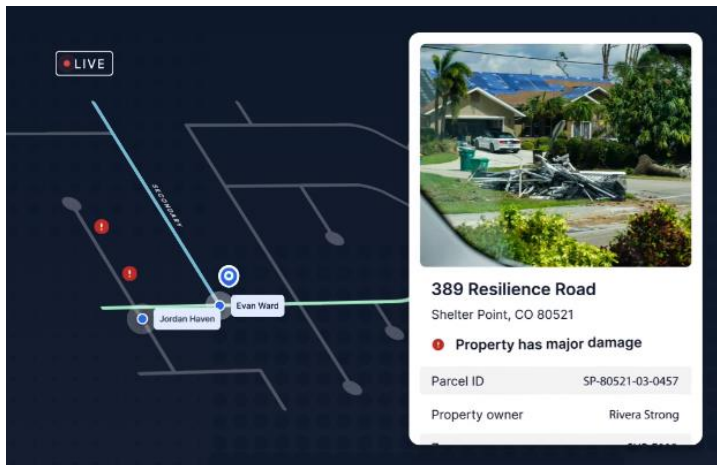 LIVE
SECONDARY
Evan Ward
Jordan Haven
389 Resilience Road
Shelter Point, CO 80521
Property has major damage
Parcel ID SP-80521-03-0457
Property owner Rivera Strong